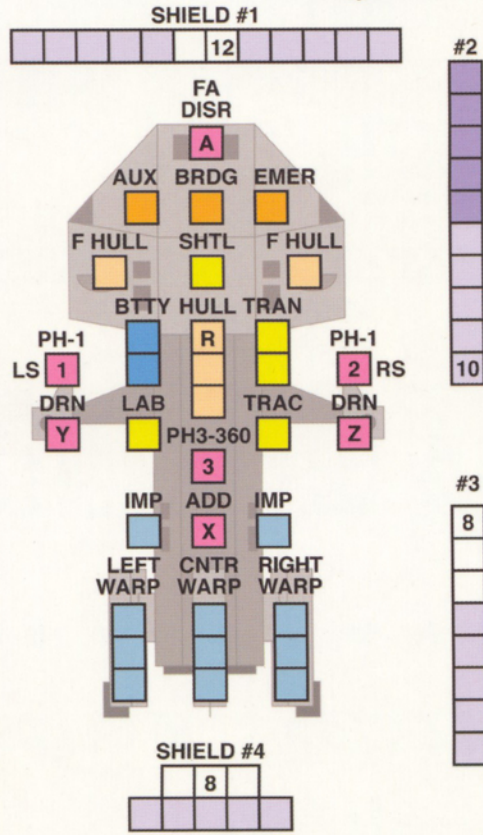 SHIELD #1
12
#2
FA
DISR
A
AUX BRDG EMER
F HULL SHTL F HULL
BTTY HULL TRAN
R
PH-1 PH-1
LS 1 2 RS
10
DRN LAB TRAC DRN
Y PH3-360 Z
3
#3
IMP ADD IMP
8
X
LEFT CNTR RIGHT
WARP WARP WARP
SHIELD #4
8